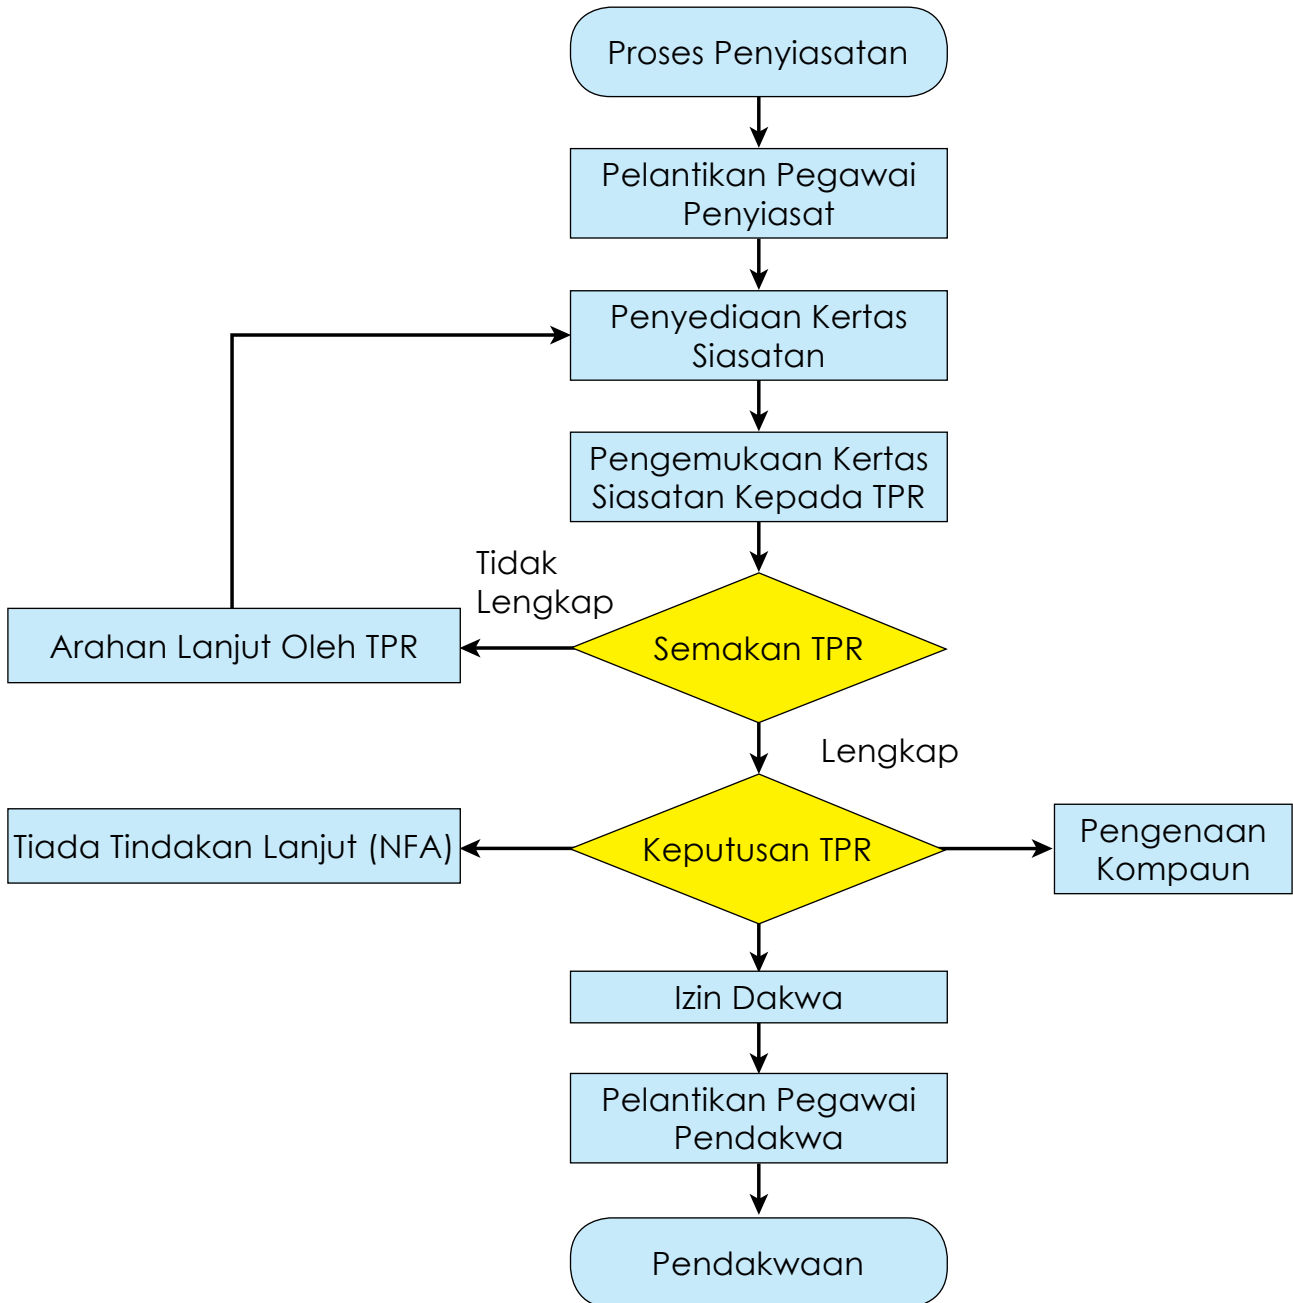 Proses Penyiasatan
Pelantikan Pegawai
Penyiasat
Penyediaan Kertas
Siasatan
Pengemukaan Kertas
Siasatan Kepada TPR
Tidak
Lengkap
Arahan Lanjut Oleh TPR
Semakan TPR
Lengkap
Tiada Tindakan Lanjut (NFA)
Keputusan TPR
Pengenaan
Kompaun
Izin Dakwa
Pelantikan Pegawai
Pendakwa
Pendakwaan